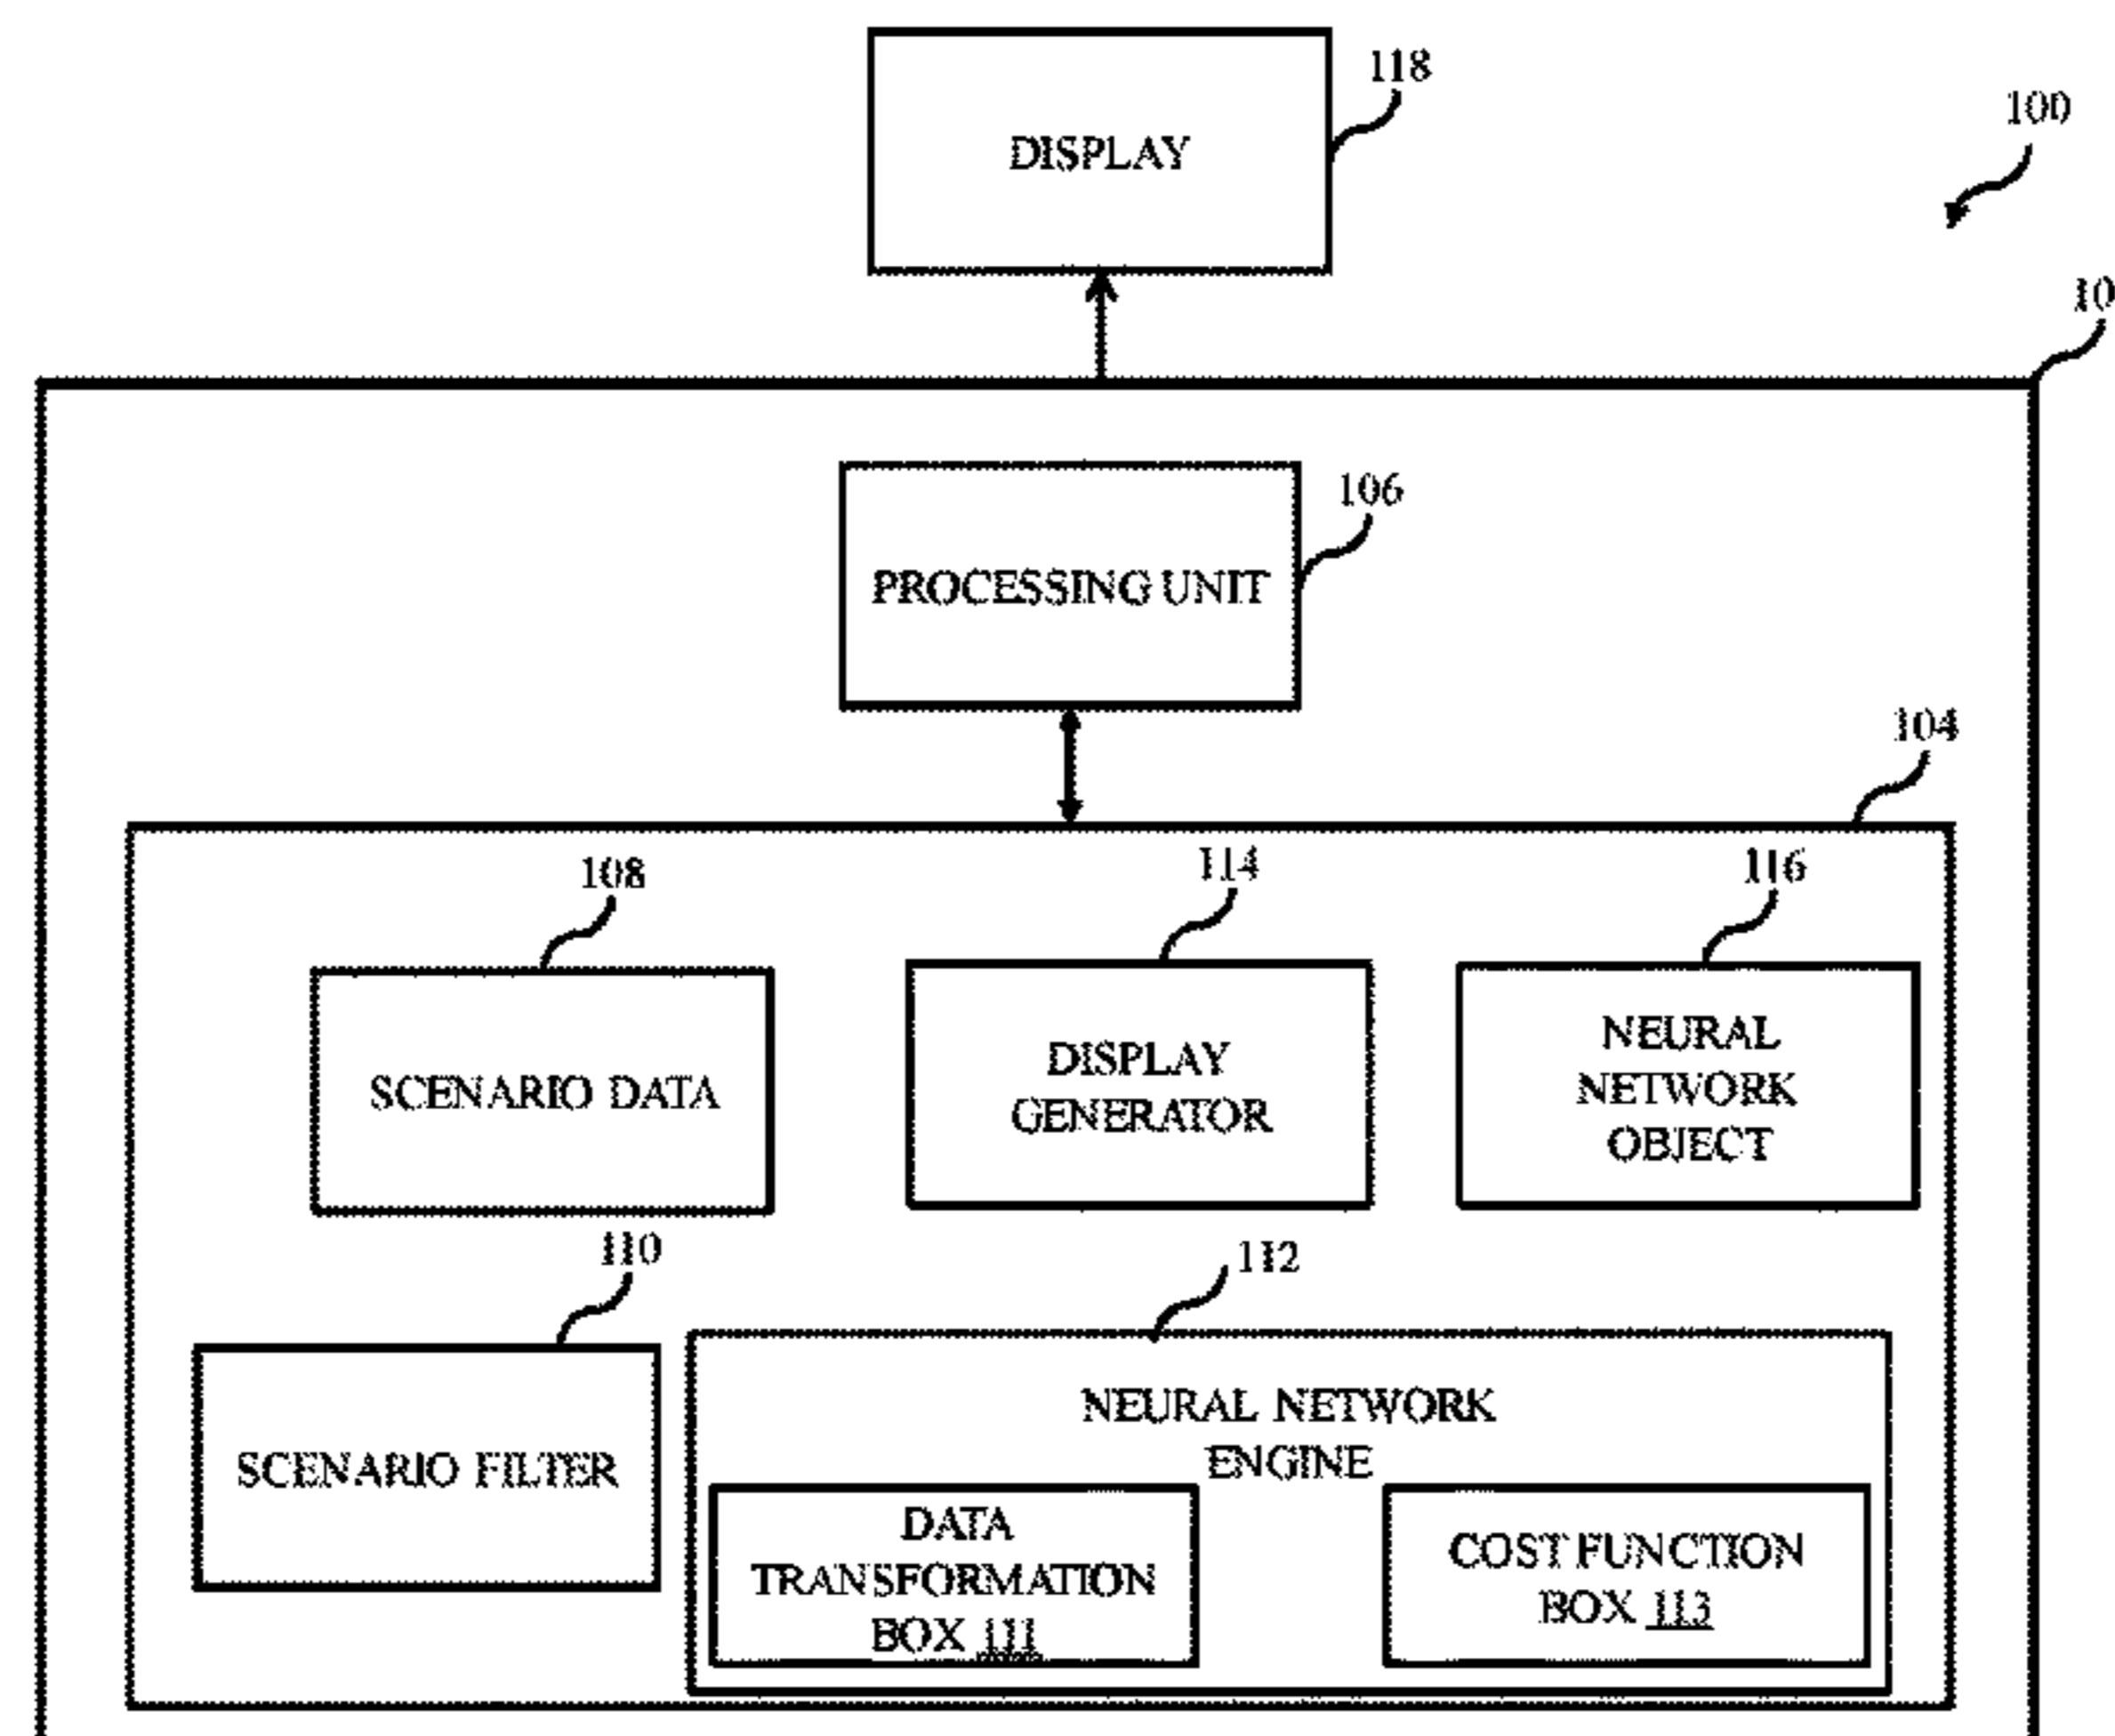 118
DISPLAY
100
10
106
PROCESSING UNIT
104
108
114
116
SCENARIO DATA
DISPLAY
GENERATOR
NEURAL
NETWORK
OBJECT
110
112
SCENARIO FILTER
NEURAL NETWORK
ENGINE
DATA
TRANSFORMATION
BOX 111
COST FUNCTION
BOX 113